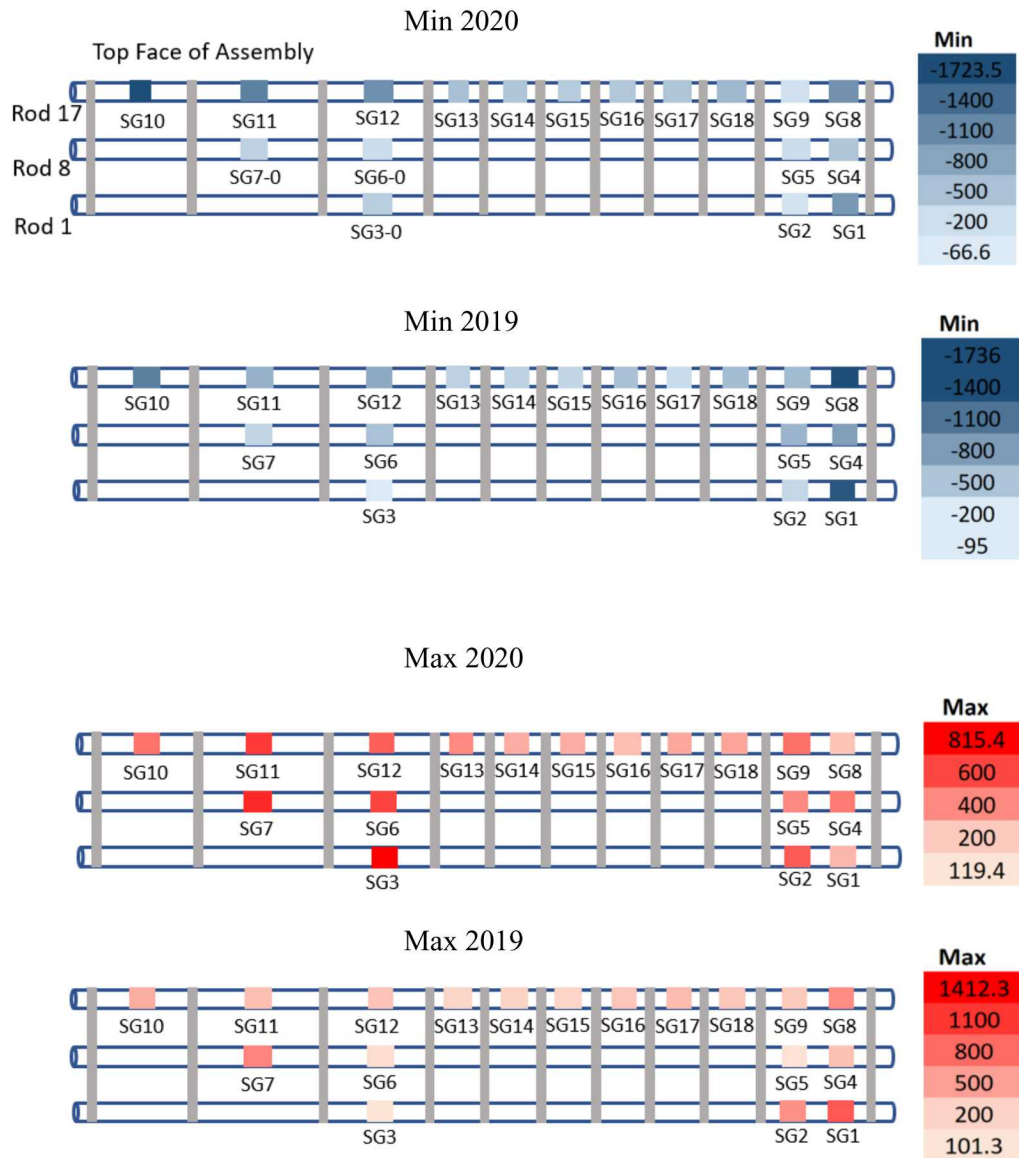 Min 2020
Top Face of Assembly
Rod 17
SG10 SG11 SG12 SG13 SG14 SG15 SG16 SG17 SG18 SG9 SG8
Rod 8
SG7-0 SG6-0 SG5 SG4
Rod 1
SG3-0 SG2 SG1
Min
-1723.5
-1400
-1100
-800
-500
-200
-66.6
Min 2019
SG10 SG11 SG12 SG13 SG14 SG15 SG16 SG17 SG18 SG9 SG8
SG7 SG6 SG5 SG4
SG3 SG2 SG1
Min
-1736
-1400
-1100
-800
-500
-200
-95
Max 2020
SG10 SG11 SG12 SG13 SG14 SG15 SG16 SG17 SG18 SG9 SG8
SG7 SG6 SG5 SG4
SG3 SG2 SG1
Max
815.4
600
400
200
119.4
Max 2019
SG10 SG11 SG12 SG13 SG14 SG15 SG16 SG17 SG18 SG9 SG8
SG7 SG6 SG5 SG4
SG3 SG2 SG1
Max
1412.3
1100
800
500
200
101.3